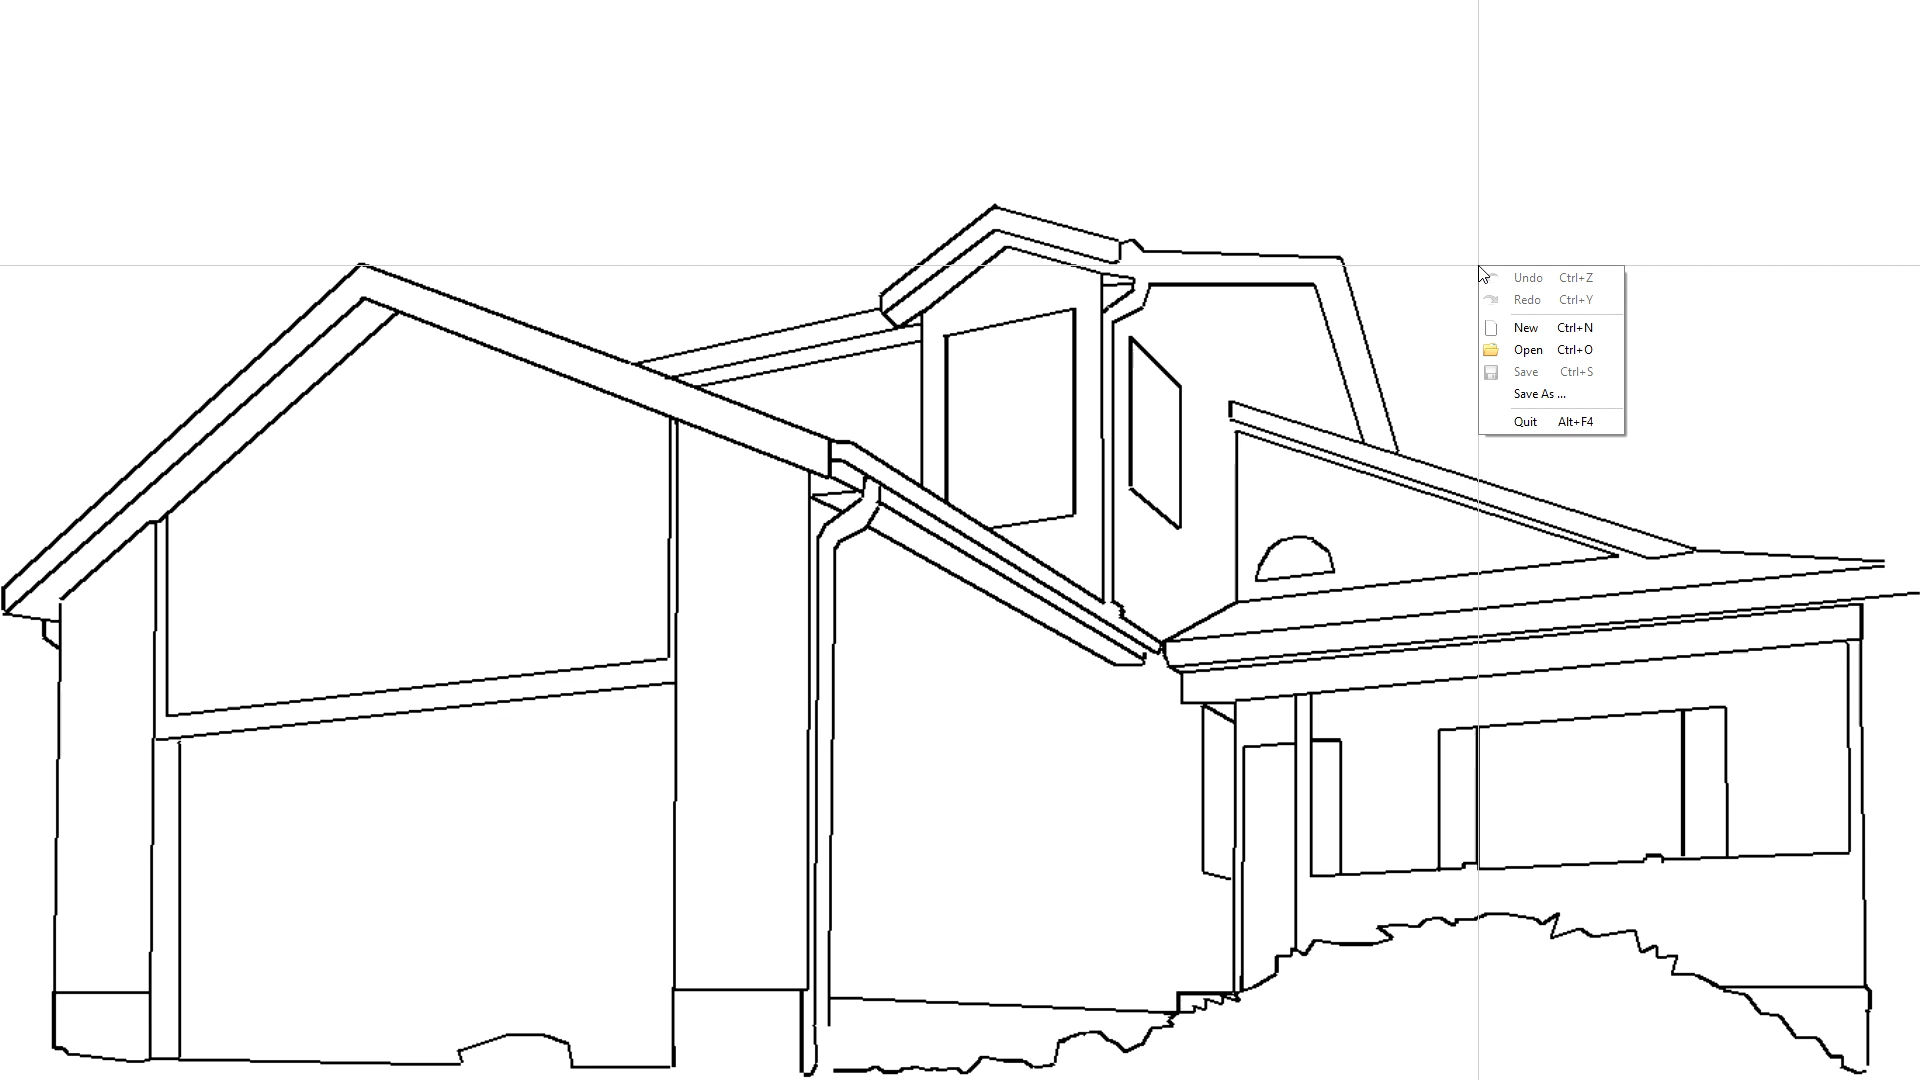 Undo Ctrl+Z
Redo Ctrl+Y
New Ctrl+N
Open Ctrl+O
Save Ctrl+S
Save As ...
Quit Alt+F4